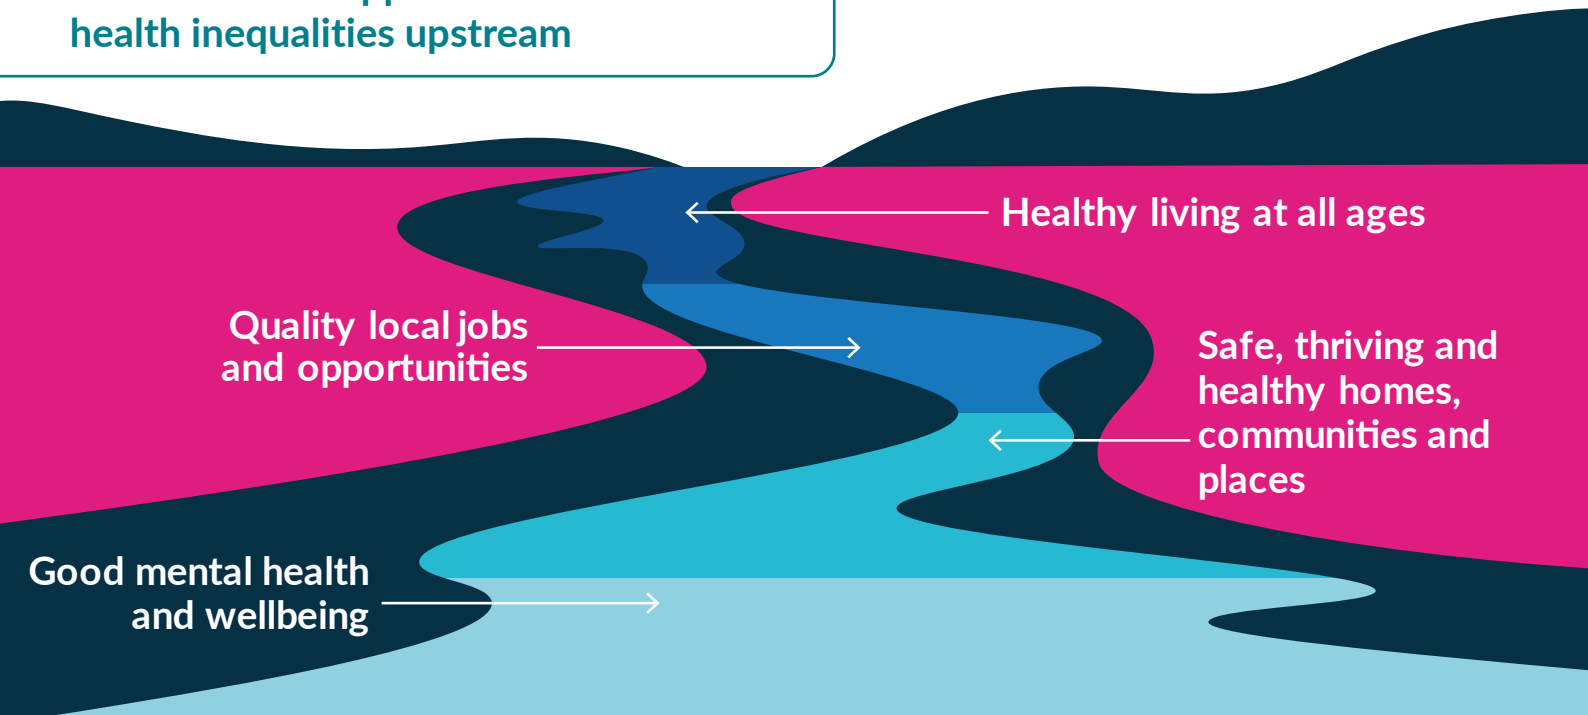 health inequalities upstream
Healthy living at all ages
Quality local jobs
and opportunities
Safe, thriving and
healthy homes,
communities and
places
Good mental health
and wellbeing